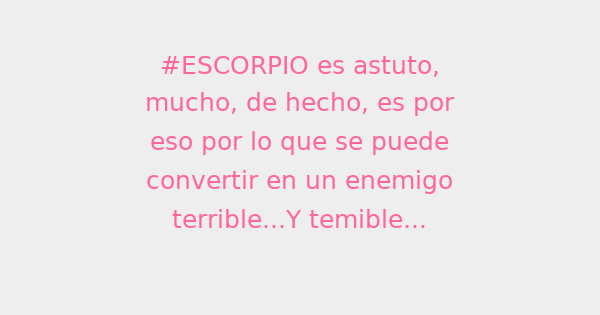 #ESCORPIO es astuto,
mucho, de hecho, es por
eso por lo que se puede
convertir en un enemigo
terrible...Y temible...